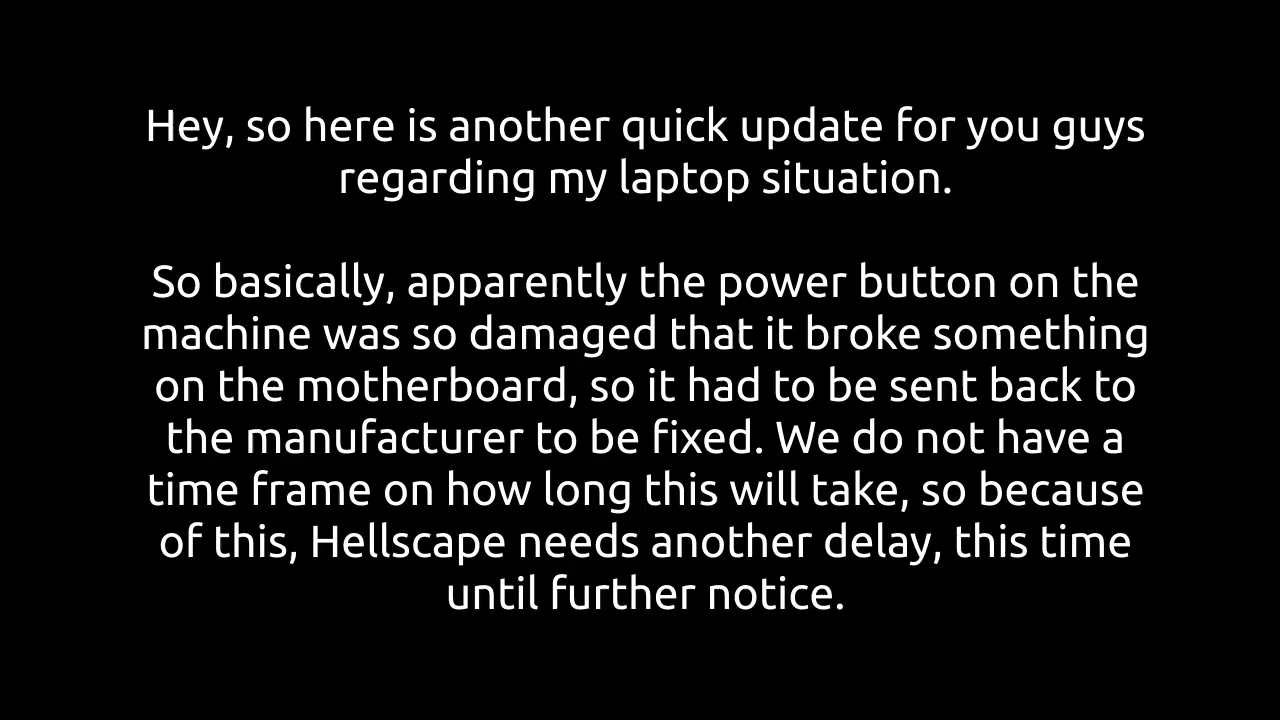 Hey, so here is another quick update for you guys
regarding my laptop situation.
So basically, apparently the power button on the
machine was so damaged that it broke something
on the motherboard, so it had to be sent back to
the manufacturer to be fixed. We do not have a
time frame on how long this will take, so because
of this, Hellscape needs another delay, this time
until further notice.